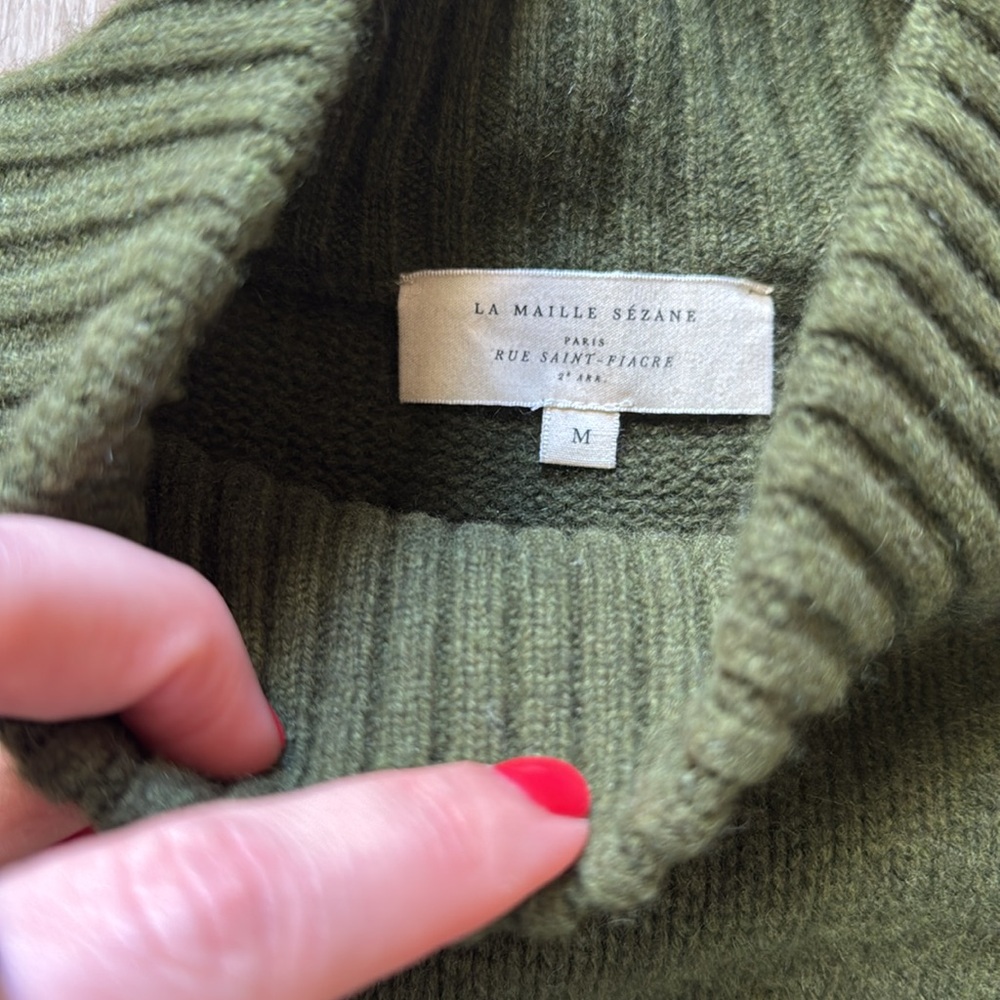 LA MAILLE SÉZANE
PARIS
RUE SAINT-FIACRE
2ᵉ ARR.
M